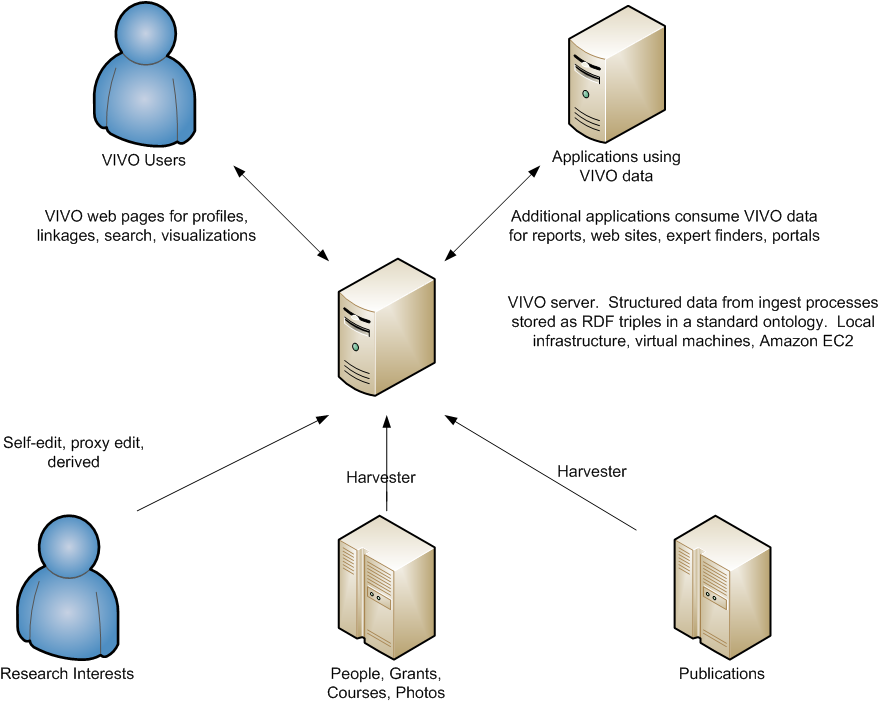 VIVO Users
Applications using
VIVO data
VIVO web pages for profiles,
linkages, search, visualizations
Additional applications consume VIVO data
for reports, web sites, expert finders, portals
VIVO server.  Structured data from ingest processes
stored as RDF triples in a standard ontology.  Local
infrastructure, virtual machines, Amazon EC2
Self-edit, proxy edit,
derived
Harvester
Harvester
Research Interests
People, Grants,
Courses, Photos
Publications